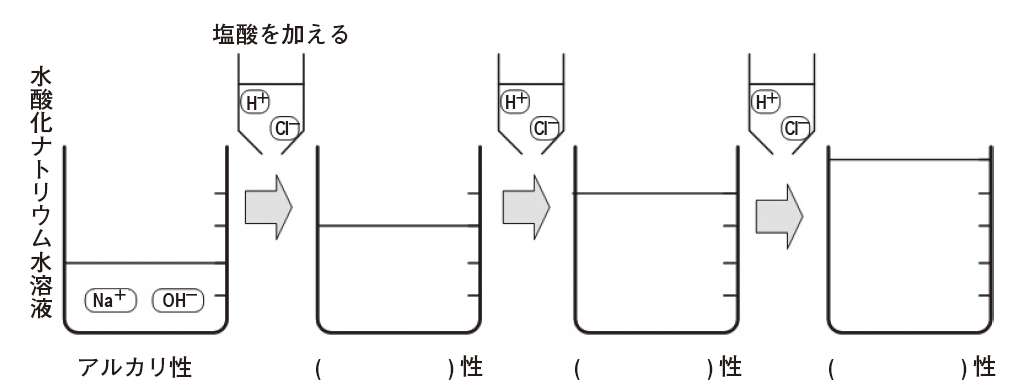 塩酸を加える
水酸化ナトリウム水溶液
H⁺
Cl⁻
H⁺
Cl⁻
H⁺
Cl⁻
Na⁺ OH⁻
アルカリ性 ( )性 ( )性 ( )性